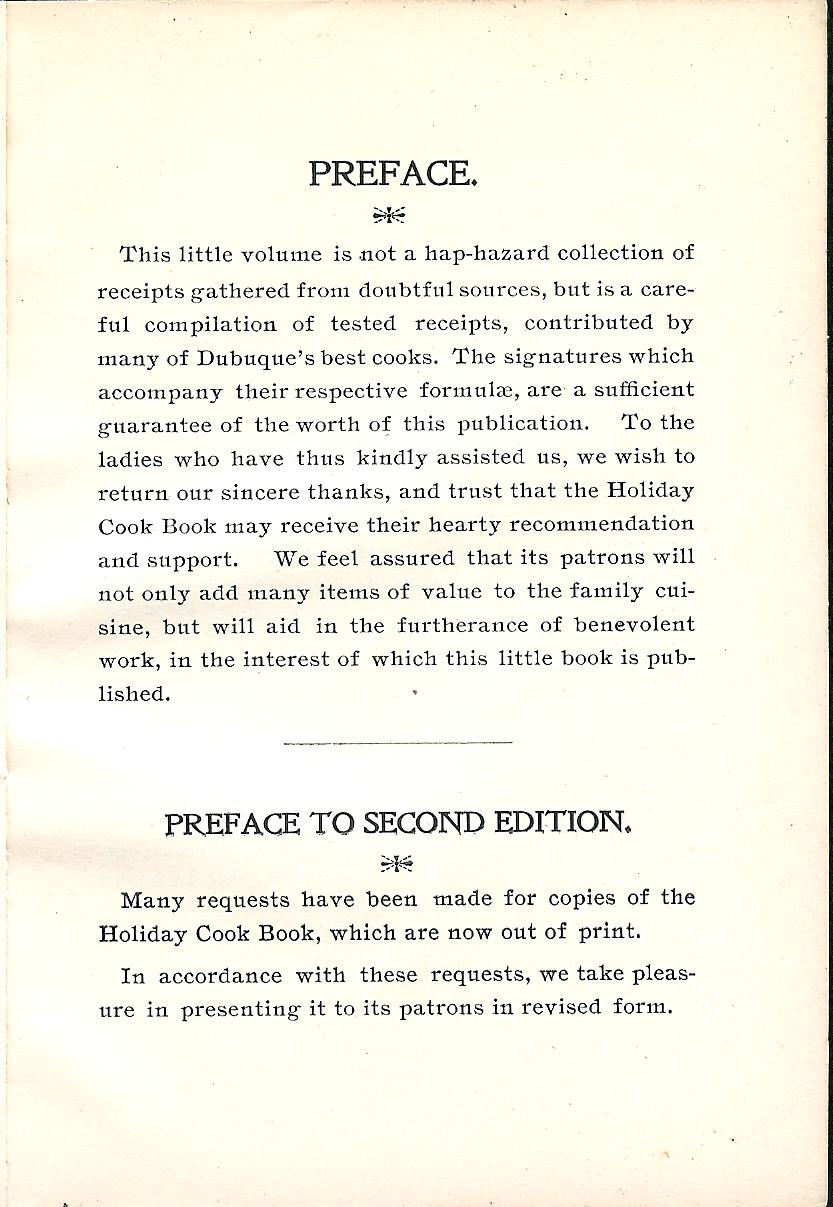 PREFACE.
This little volume is not a hap-hazard collection of
receipts gathered from doubtful sources, but is a care-
ful compilation of tested receipts, contributed by
many of Dubuque's best cooks. The signatures which
accompany their respective formulæ, are a sufficient
guarantee of the worth of this publication. To the
ladies who have thus kindly assisted us, we wish to
return our sincere thanks, and trust that the Holiday
Cook Book may receive their hearty recommendation
and support. We feel assured that its patrons will
not only add many items of value to the family cui-
sine, but will aid in the furtherance of benevolent
work, in the interest of which this little book is pub-
lished.
PREFACE TO SECOND EDITION.
Many requests have been made for copies of the
Holiday Cook Book, which are now out of print.
In accordance with these requests, we take pleas-
ure in presenting it to its patrons in revised form.